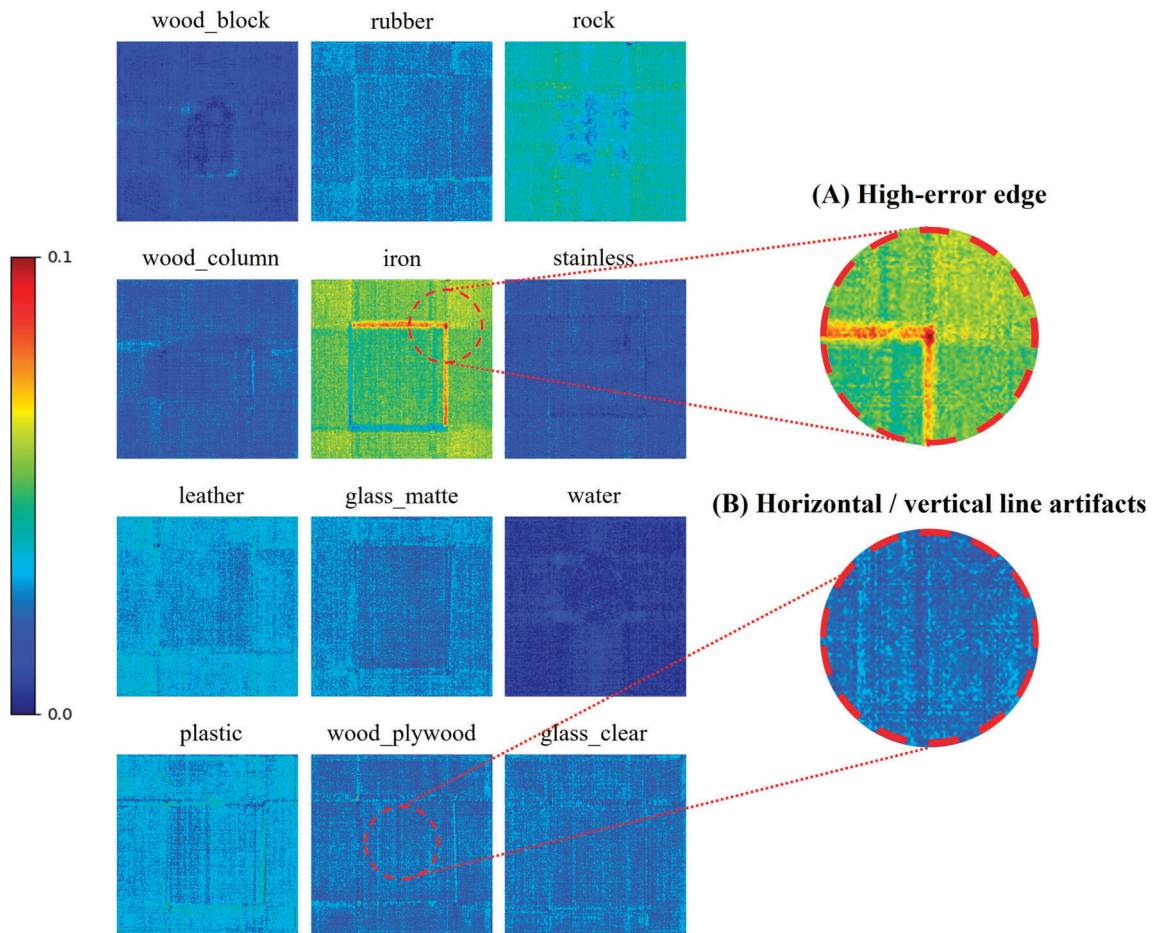 wood_block
rubber
rock
(A) High-error edge
0.1
wood_column
iron
stainless
leather
glass_matte
water
(B) Horizontal / vertical line artifacts
0.0
plastic
wood_plywood
glass_clear